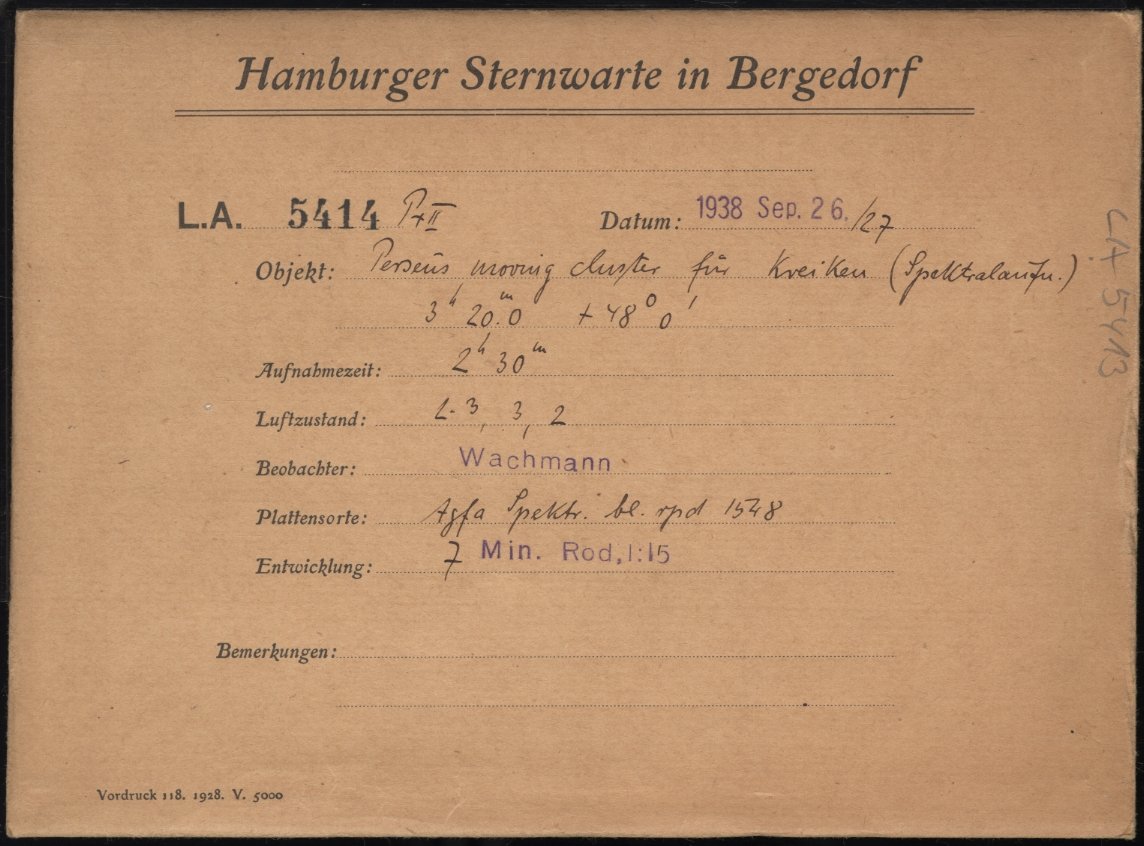 Hamburger Sternwarte in Bergedorf
L.A. 5414 P+II Datum: 1938 Sep. 26./27
Objekt: Perseus moving cluster für Kreiken (Spektralaufn.)
3h 20.m0 + 48° 0'
Aufnahmezeit: 2h 30m
Luftzustand: 2-3, 3, 2
Beobachter: Wachmann
Plattensorte: Agfa Spektr. bl. rpd 1548
Entwicklung: 7 Min. Rod, 1:15
Bemerkungen:
Vordruck 118. 1928. V. 5000
LA 5413